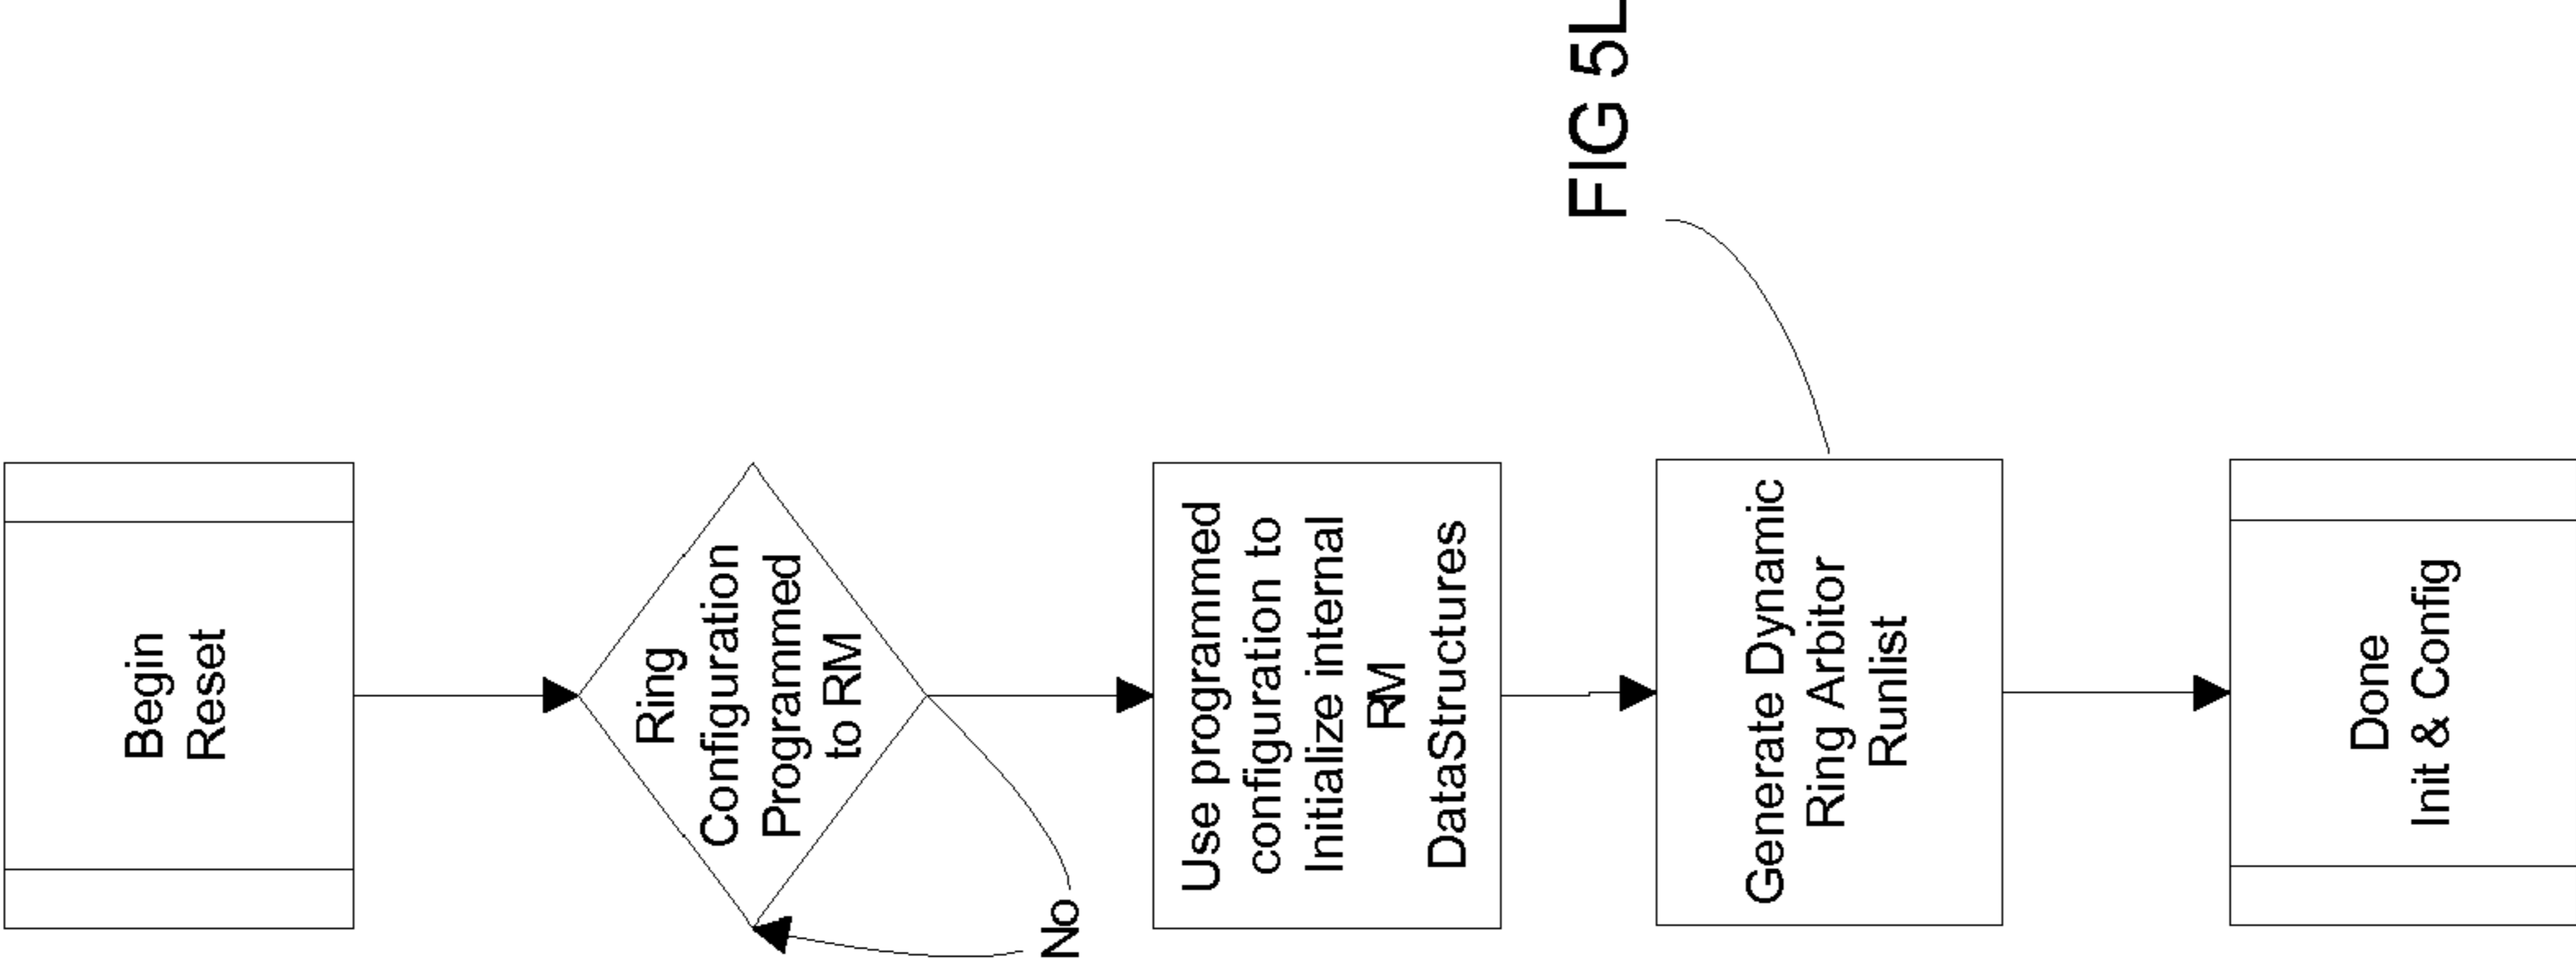 Begin
Reset
Ring
Configuration
Programmed
to RM
No
Use programmed
configuration to
Initialize internal
RM
DataStructures
FIG 5L
Generate Dynamic
Ring Arbitor
Runlist
Done
Init & Config